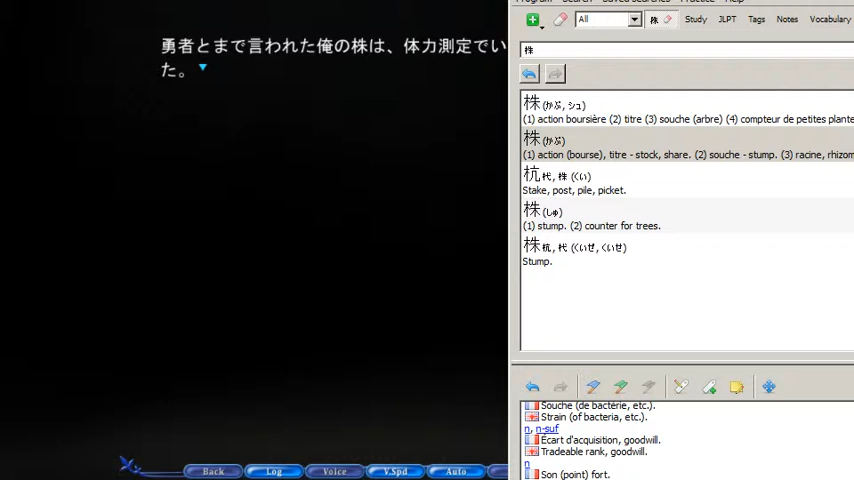 勇者とまで言われた俺の株は、体力測定でい
た。
Back
Log
Voice
V.Spd
Auto
All
株
Study
JLPT
Tags
Notes
Vocabulary
株
株 (かぶ, シュ)
(1) action boursière (2) titre (3) souche (arbre) (4) compteur de petites plante
株 (かぶ)
(1) action (bourse), titre - stock, share. (2) souche - stump. (3) racine, rhizom
杭 代, 株 (くい)
Stake, post, pile, picket.
株 (しゅ)
(1) stump. (2) counter for trees.
株 杭, 代 (くいぜ, くいせ)
Stump.
Souche (de bactérie, etc.).
Strain (of bacteria, etc.).
n, n-suf
Écart d'acquisition, goodwill.
Tradeable rank, goodwill.
n
Son (point) fort.